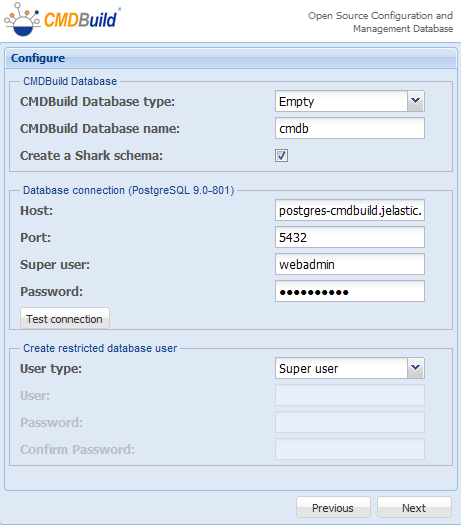 CMDBuild®
Open Source Configuration and
Management Database
Configure
CMDBuild Database
CMDBuild Database type: Empty
CMDBuild Database name: cmdb
Create a Shark schema:
Database connection (PostgreSQL 9.0-801)
Host: postgres-cmdbuild.jelastic.
Port: 5432
Super user: webadmin
Password: ●●●●●●●●●●
Test connection
Create restricted database user
User type: Super user
User:
Password:
Confirm Password:
Previous Next